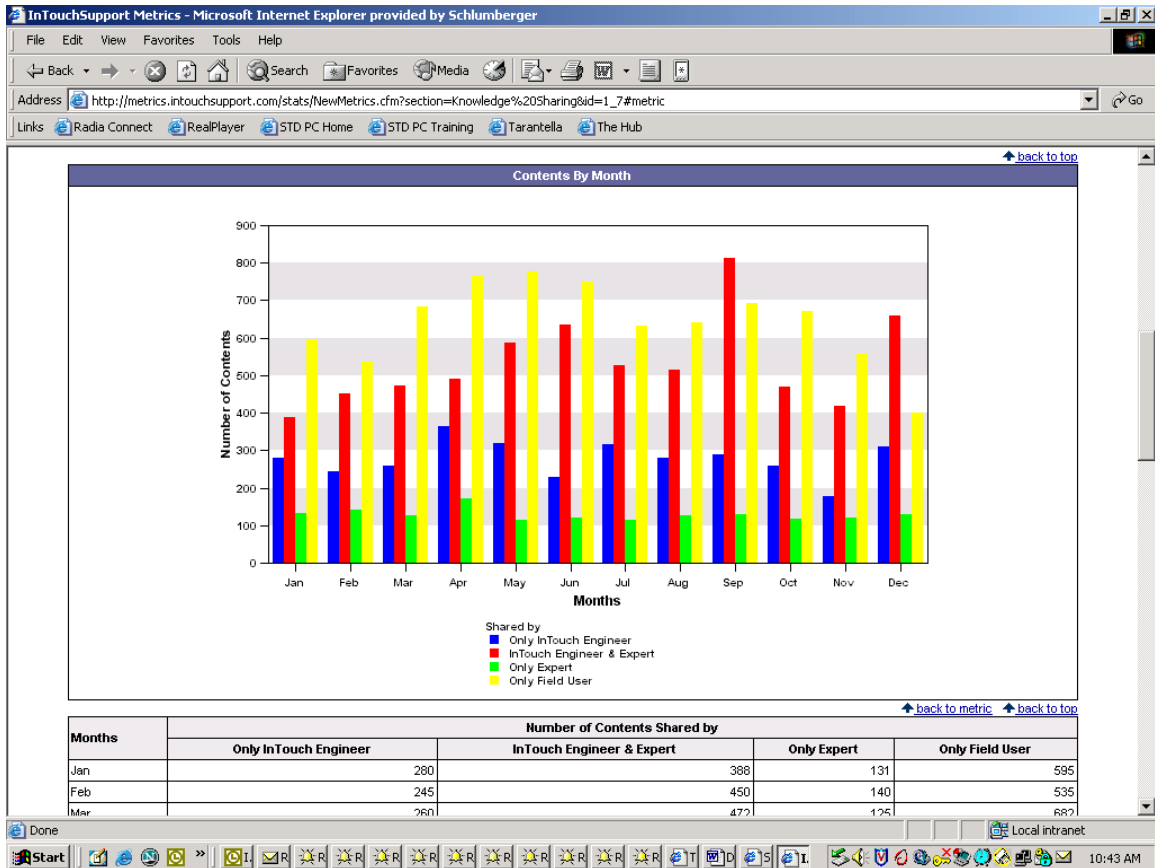 InTouchSupport Metrics - Microsoft Internet Explorer provided by Schlumberger
File Edit View Favorites Tools Help
Back Search Favorites Media
Address http://metrics.intouchsupport.com/stats/NewMetrics.cfm?section=Knowledge%20Sharing&id=1_7#metric Go
Links Radia Connect RealPlayer STD PC Home STD PC Training Tarantella The Hub
back to top
Contents By Month
900
800
700
600
500
400
300
200
100
0
Number of Contents
Jan Feb Mar Apr May Jun Jul Aug Sep Oct Nov Dec
Months
Shared by
Only InTouch Engineer
InTouch Engineer & Expert
Only Expert
Only Field User
back to metric back to top
Months Number of Contents Shared by
Only InTouch Engineer InTouch Engineer & Expert Only Expert Only Field User
Jan 280 388 131 595
Feb 245 450 140 535
Mar 260 472 125 682
Done Local intranet
Start » I. R R R R R R R R R T D S I. 10:43 AM